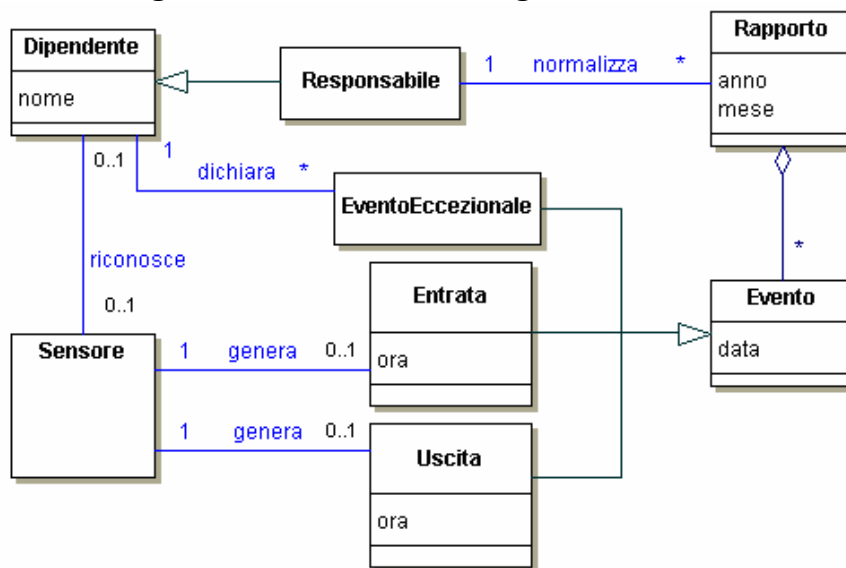 Dipendente
nome
Responsabile
1 normalizza *
Rapporto
anno
mese
0..1
1
dichiara *
EventoEccezionale
riconosce
0..1
*
Sensore
1 genera 0..1
Entrata
ora
Evento
data
1 genera 0..1
Uscita
ora